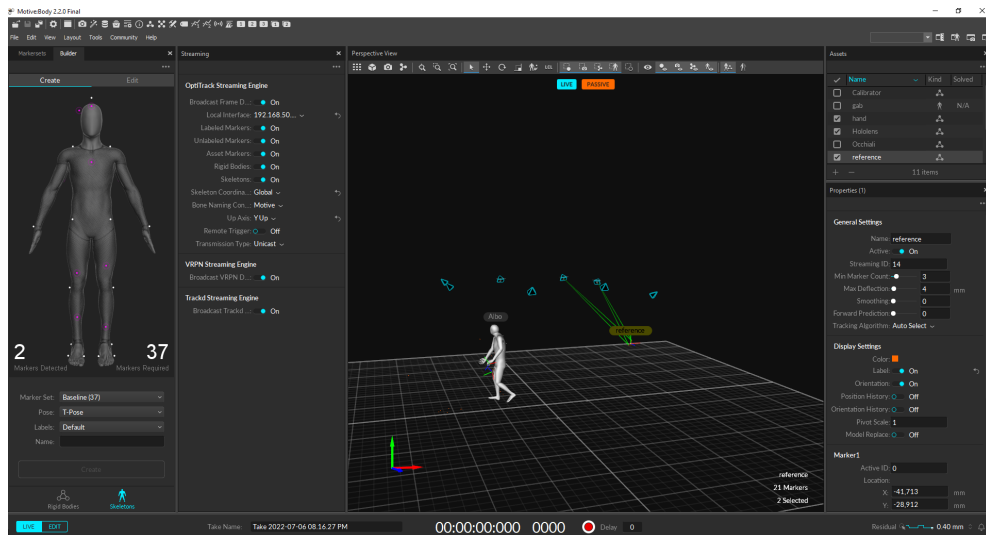 Motive:Body 2.2.0 Final
File Edit View Layout Tools Community Help
Markersets Builder
Create Edit
2 37
Markers Detected Markers Required
Marker Set: Baseline (37)
Pose: T-Pose
Labels: Default
Name:
Create
Rigid Bodies Skeletons
Streaming
OptiTrack Streaming Engine
Broadcast Frame D... On
Local Interface: 192.168.50...
Labeled Markers: On
Unlabeled Markers: On
Asset Markers: On
Rigid Bodies: On
Skeletons: On
Skeleton Coordina...: Global
Bone Naming Con...: Motive
Up Axis: Y Up
Remote Trigger: Off
Transmission Type: Unicast
VRPN Streaming Engine
Broadcast VRPN D... On
Trackd Streaming Engine
Broadcast Trackd ... On
Perspective View
LIVE PASSIVE
Albo
reference
reference
21 Markers
2 Selected
Assets
Name Kind Solved
Calibrator
gab N/A
hand
Hololens
Occhiali
reference
+ − 11 items
Properties (1)
General Settings
Name: reference
Active: On
Streaming ID: 14
Min Marker Count: 3
Max Deflection: 4 mm
Smoothing: 0
Forward Prediction: 0
Tracking Algorithm: Auto Select
Display Settings
Color:
Label: On
Orientation: On
Position History: Off
Orientation History: Off
Pivot Scale: 1
Model Replace: Off
Marker1
Active ID: 0
Location:
X: -41,713 mm
Y: -28,912 mm
LIVE EDIT Take Name: Take 2022-07-06 08.16.27 PM 00:00:00:000 0000 Delay 0 Residual 0.40 mm